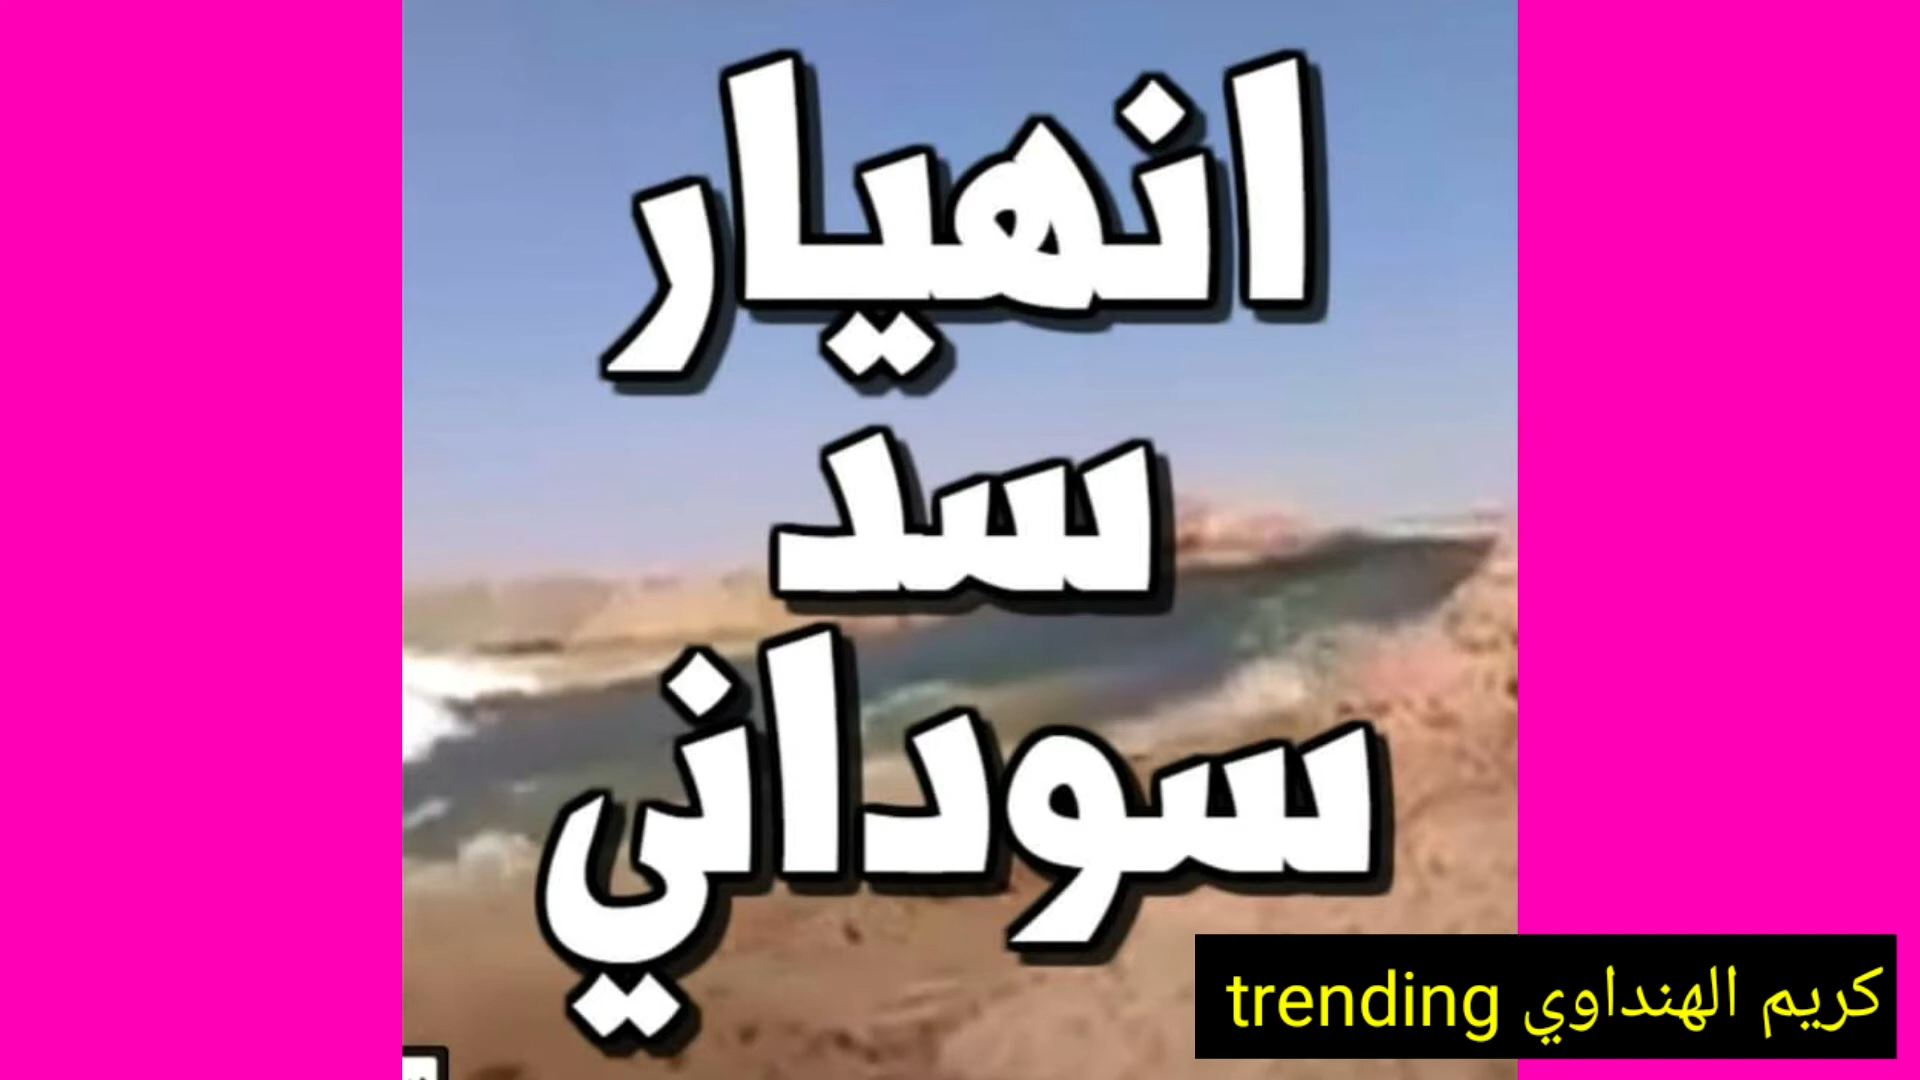 انهيار
سد
سوداني
كريم الهنداوي trending